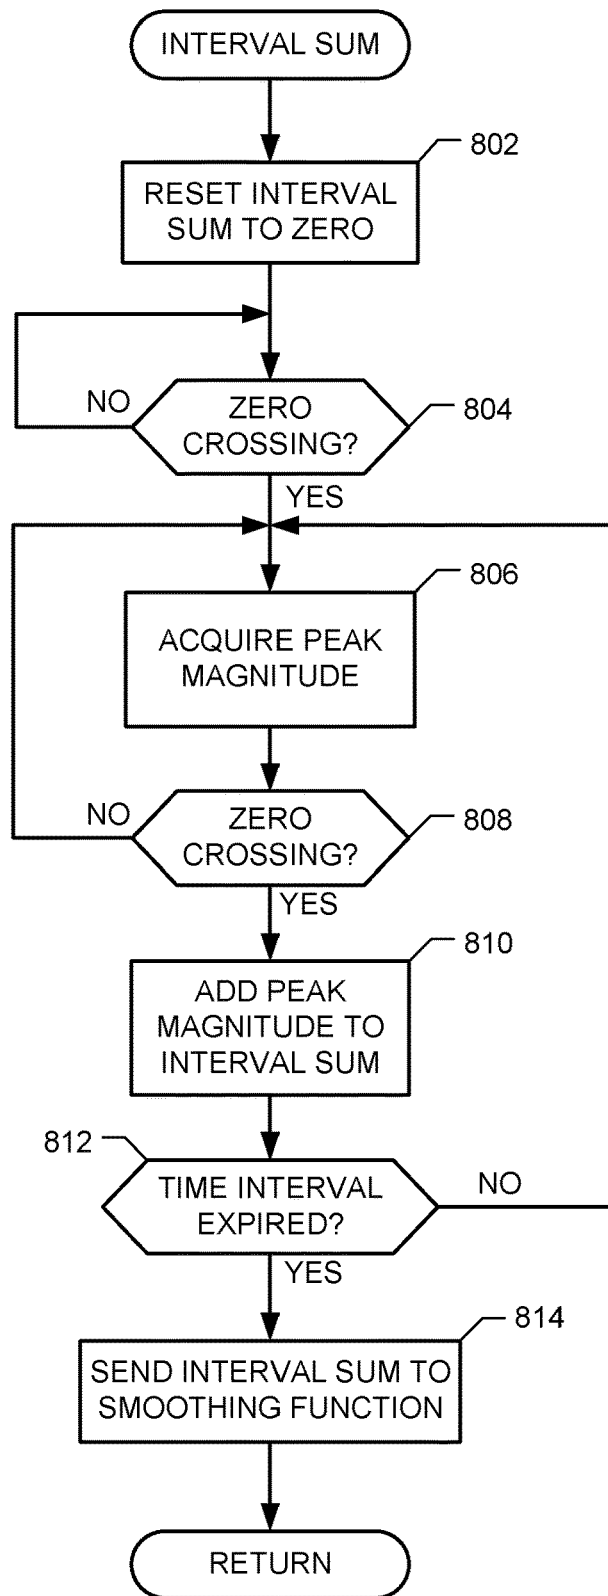 INTERVAL SUM
802
RESET INTERVAL
SUM TO ZERO
NO
ZERO
CROSSING?
804
YES
806
ACQUIRE PEAK
MAGNITUDE
NO
ZERO
CROSSING?
808
YES
810
ADD PEAK
MAGNITUDE TO
INTERVAL SUM
812
TIME INTERVAL
EXPIRED?
NO
YES
814
SEND INTERVAL SUM TO
SMOOTHING FUNCTION
RETURN